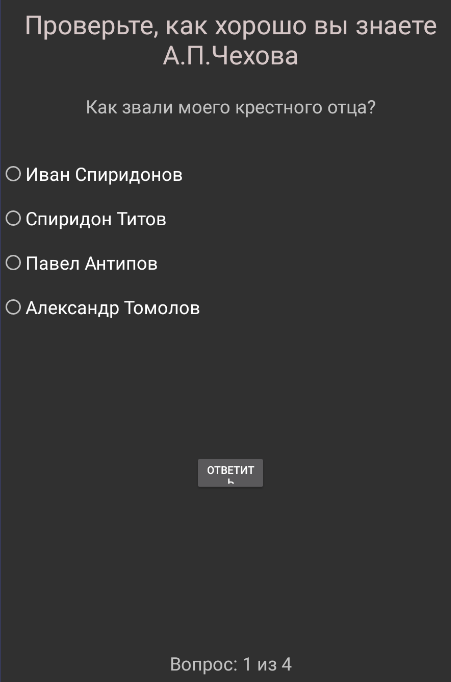 Проверьте, как хорошо вы знаете
А.П.Чехова
Как звали моего крестного отца?
Иван Спиридонов
Спиридон Титов
Павел Антипов
Александр Томолов
ОТВЕТИТ
Ь
Вопрос: 1 из 4